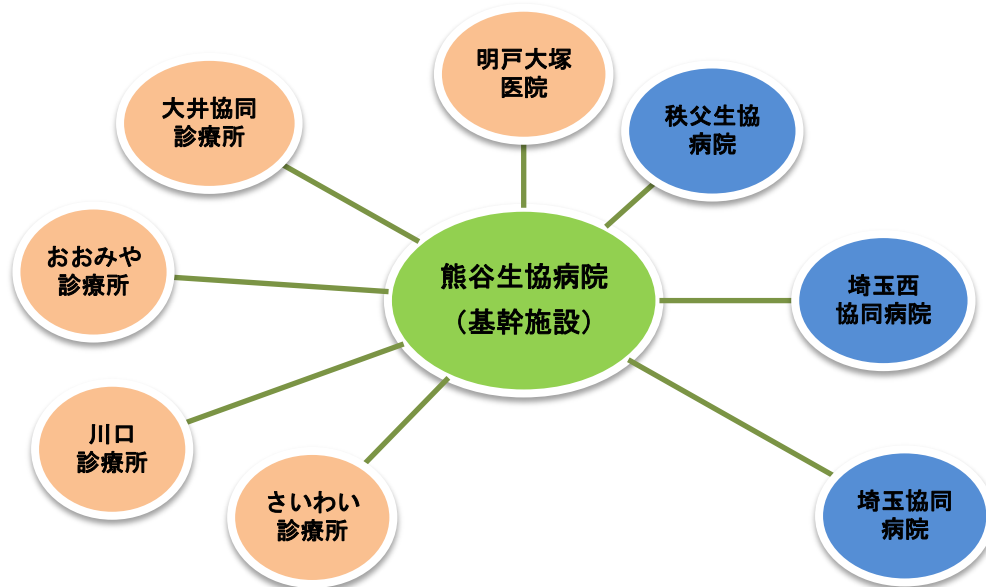 明戸大塚
医院
大井協同
診療所
秩父生協
病院
おおみや
診療所
熊谷生協病院
（基幹施設）
埼玉西
協同病院
川口
診療所
さいわい
診療所
埼玉協同
病院